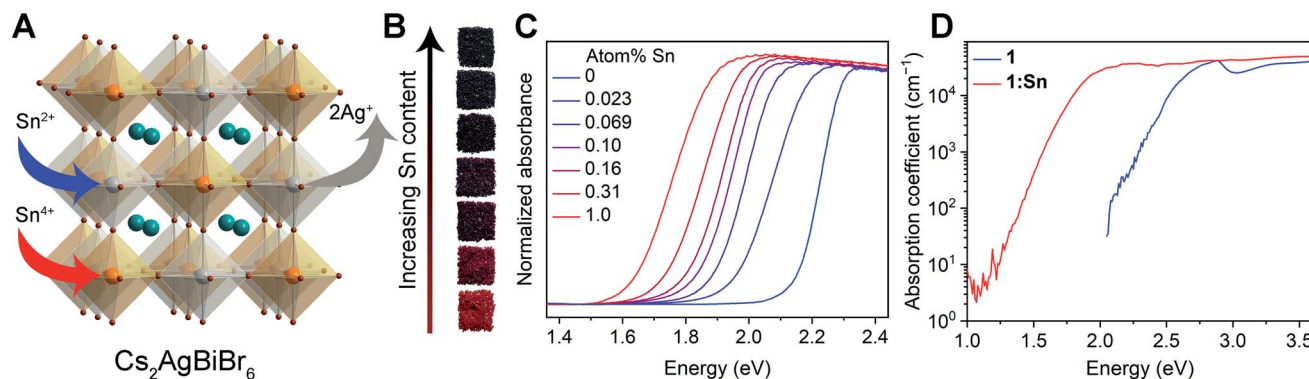 A
Sn²⁺
Sn⁴⁺
2Ag⁺
Cs₂AgBiBr₆
B
Increasing Sn content
C
Atom% Sn
0
0.023
0.069
0.10
0.16
0.31
1.0
Normalized absorbance
1.4 1.6 1.8 2.0 2.2 2.4
Energy (eV)
D
1
1:Sn
Absorption coefficient (cm⁻¹)
10⁴
10³
10²
10¹
10⁰
1.0 1.5 2.0 2.5 3.0 3.5
Energy (eV)